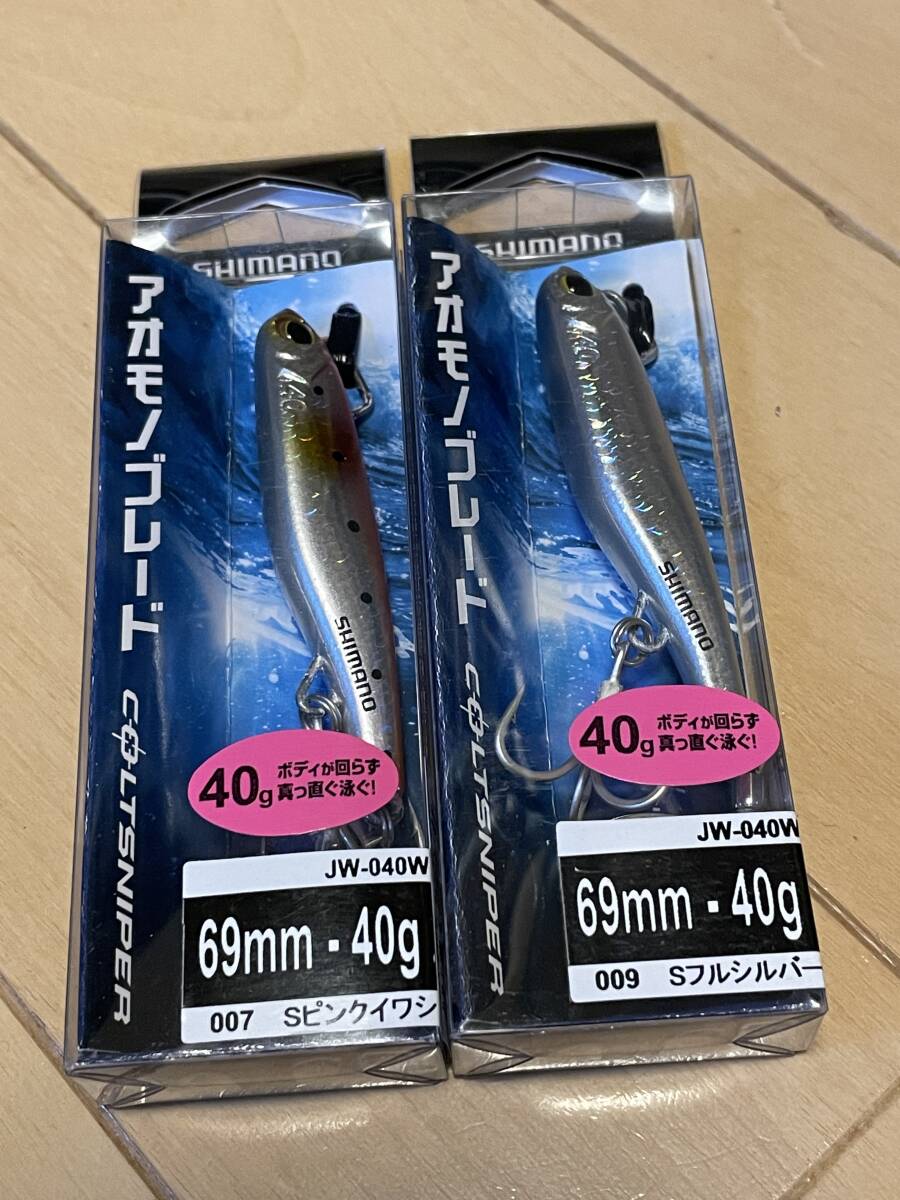 SHIMANO
アオモノブレード COLTSNIPER
40
SHIMANO
40g ボディが回らず
真っ直ぐ泳ぐ!
JW-040W
69mm - 40g
007 Sピンクイワシ
SHIMANO
アオモノブレード COLTSNIPER
40
SHIMANO
40g ボディが回らず
真っ直ぐ泳ぐ!
JW-040W
69mm - 40g
009 Sフルシルバー